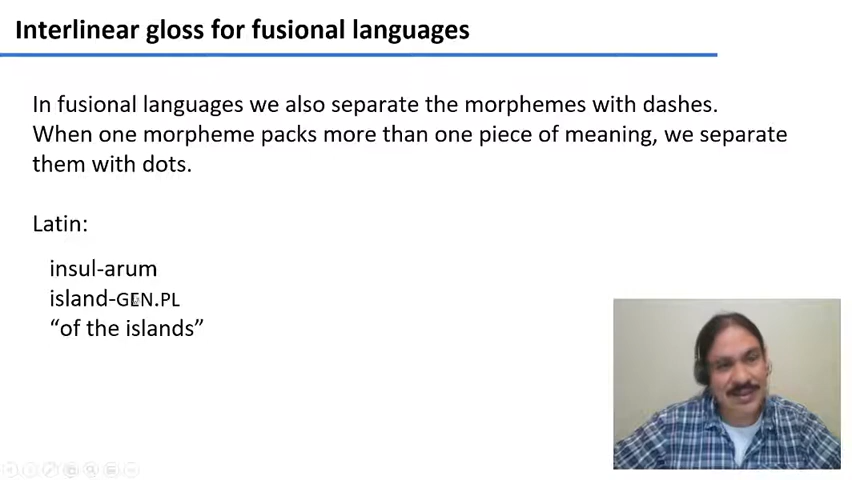 Interlinear gloss for fusional languages
In fusional languages we also separate the morphemes with dashes.
When one morpheme packs more than one piece of meaning, we separate
them with dots.
Latin:
insul-arum
island-GEN.PL
“of the islands”